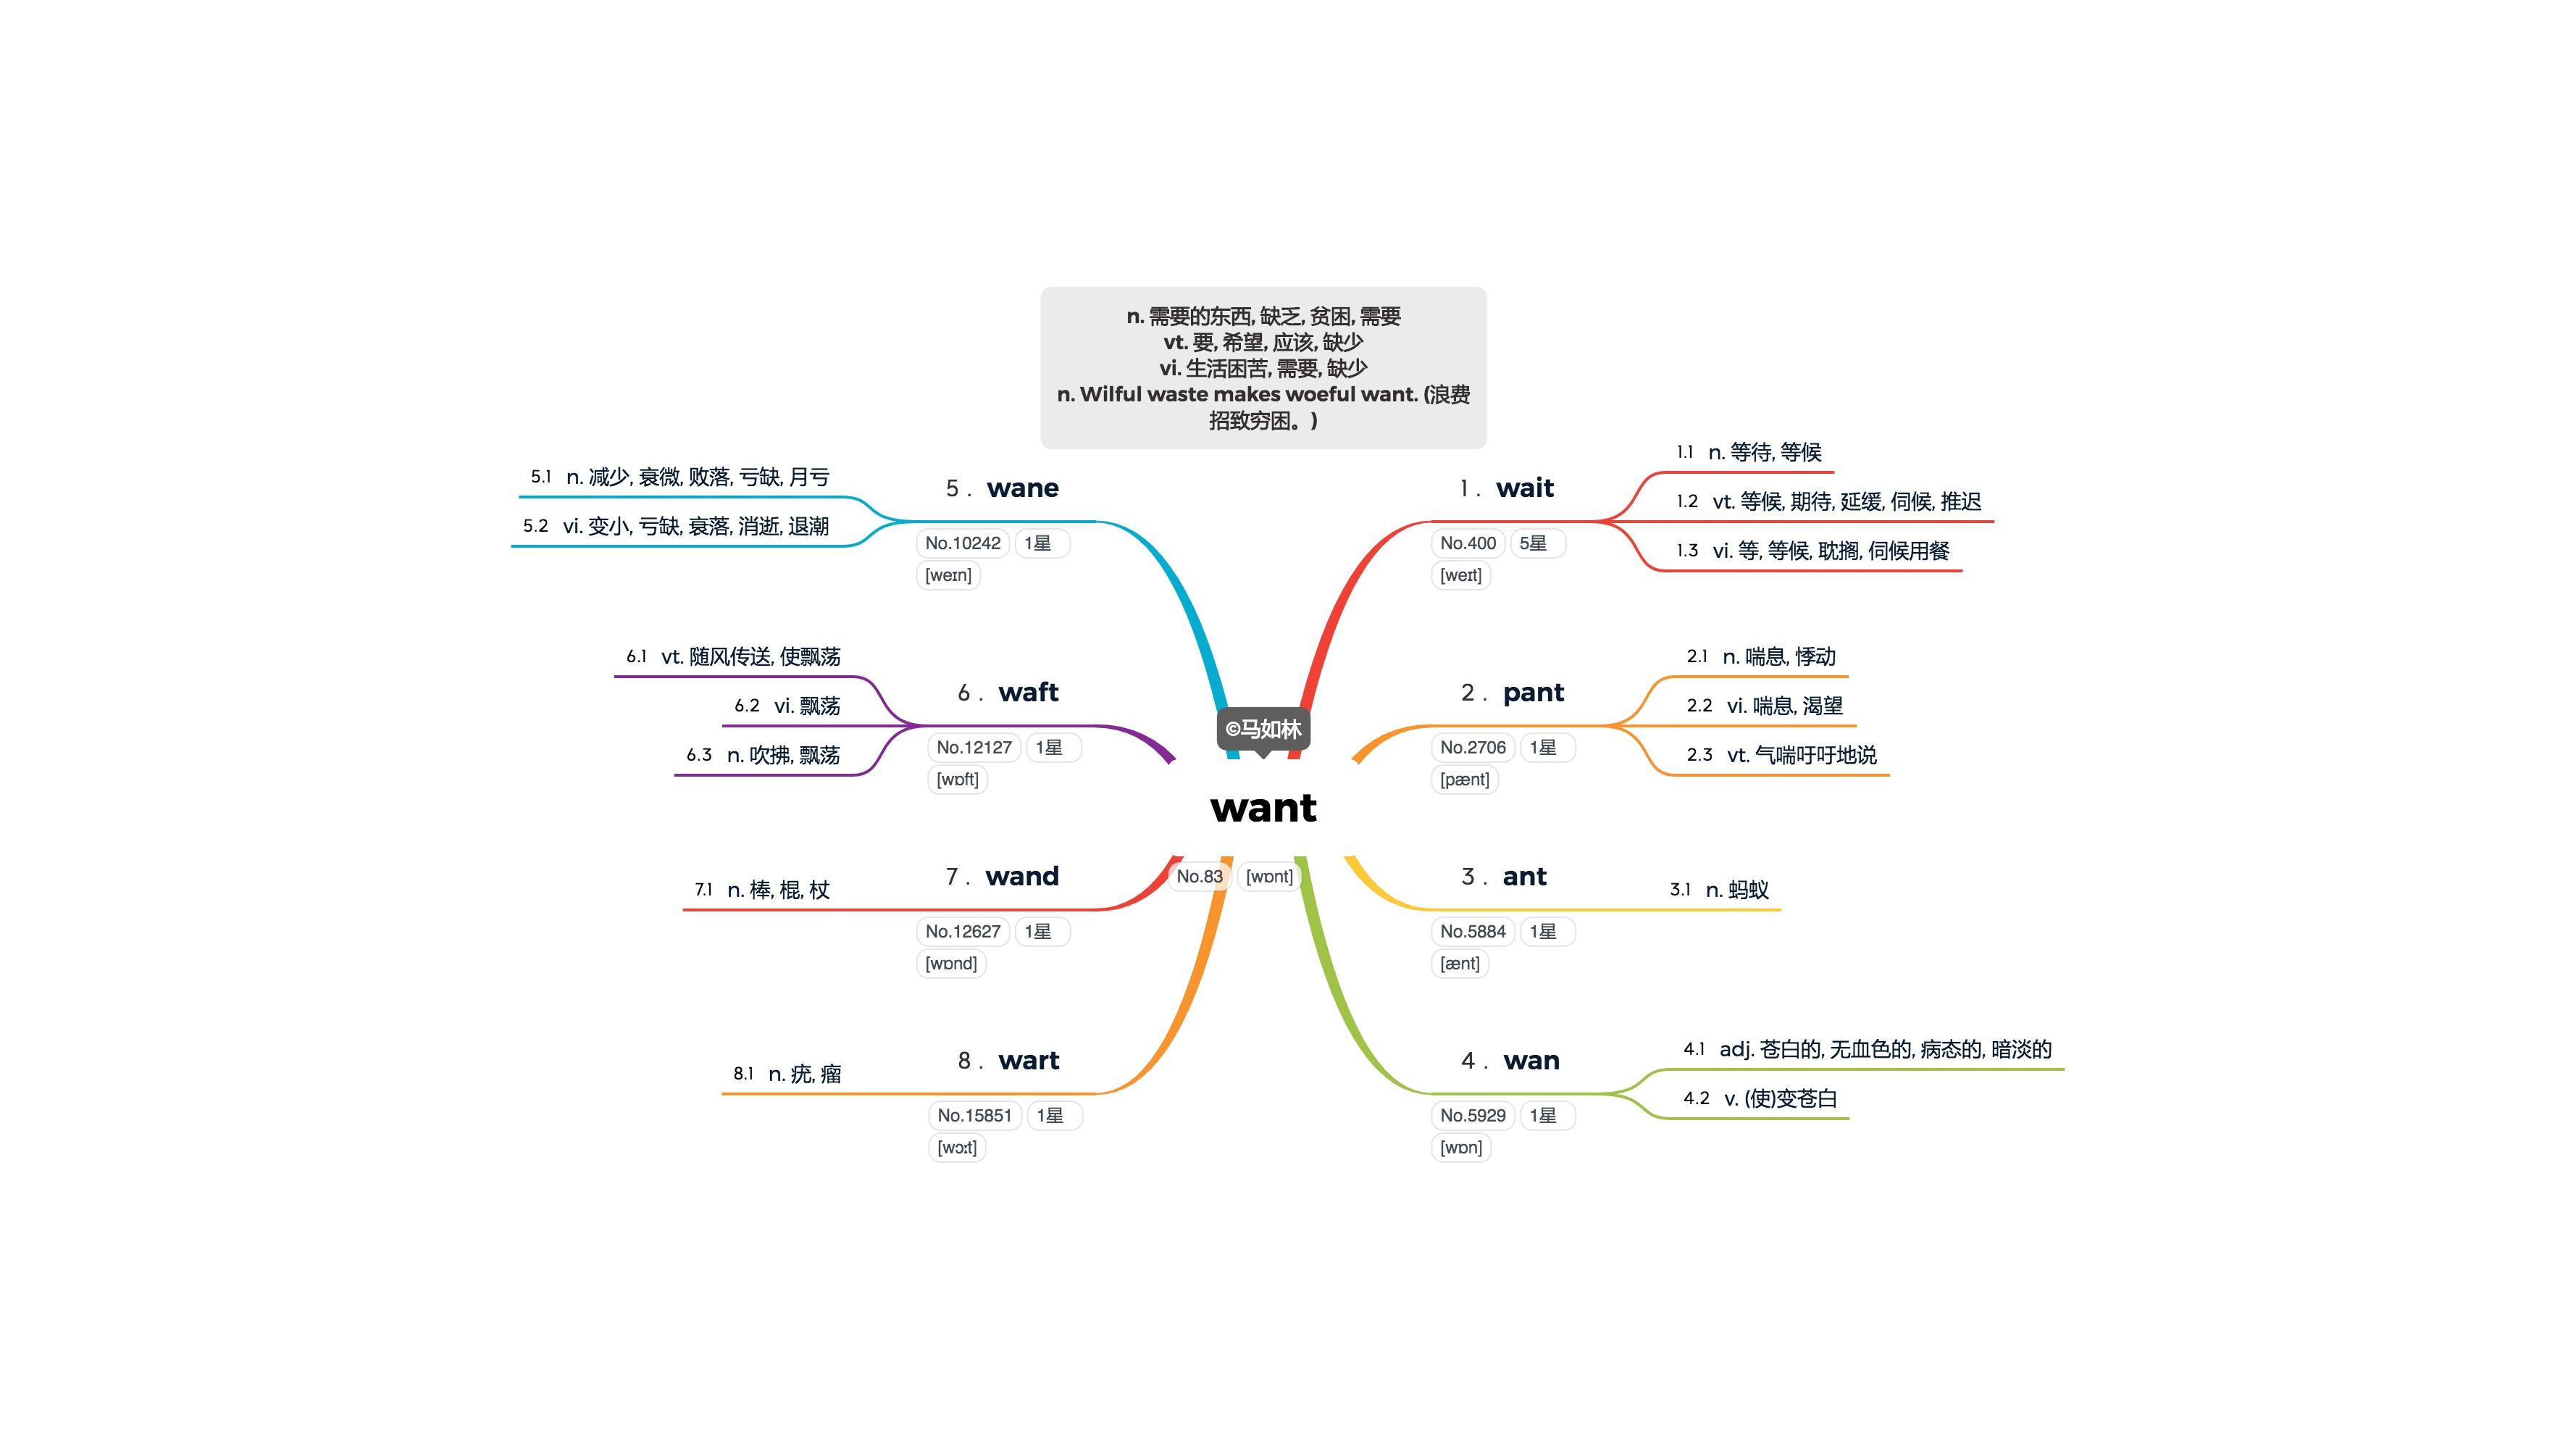 n. 需要的东西, 缺乏, 贫困, 需要
vt. 要, 希望, 应该, 缺少
vi. 生活困苦, 需要, 缺少
n. Wilful waste makes woeful want. (浪费
招致穷困。)
©马如林
want
No.83 [wɒnt]
1. wait
No.400 5星
[weɪt]
1.1 n. 等待, 等候
1.2 vt. 等候, 期待, 延缓, 伺候, 推迟
1.3 vi. 等, 等候, 耽搁, 伺候用餐
2. pant
No.2706 1星
[pænt]
2.1 n. 喘息, 悸动
2.2 vi. 喘息, 渴望
2.3 vt. 气喘吁吁地说
3. ant
No.5884 1星
[ænt]
3.1 n. 蚂蚁
4. wan
No.5929 1星
[wɒn]
4.1 adj. 苍白的, 无血色的, 病态的, 暗淡的
4.2 v. (使)变苍白
5. wane
No.10242 1星
[weɪn]
5.1 n. 减少, 衰微, 败落, 亏缺, 月亏
5.2 vi. 变小, 亏缺, 衰落, 消逝, 退潮
6. waft
No.12127 1星
[wɒft]
6.1 vt. 随风传送, 使飘荡
6.2 vi. 飘荡
6.3 n. 吹拂, 飘荡
7. wand
No.12627 1星
[wɒnd]
7.1 n. 棒, 棍, 杖
8. wart
No.15851 1星
[wɔːt]
8.1 n. 疣, 瘤